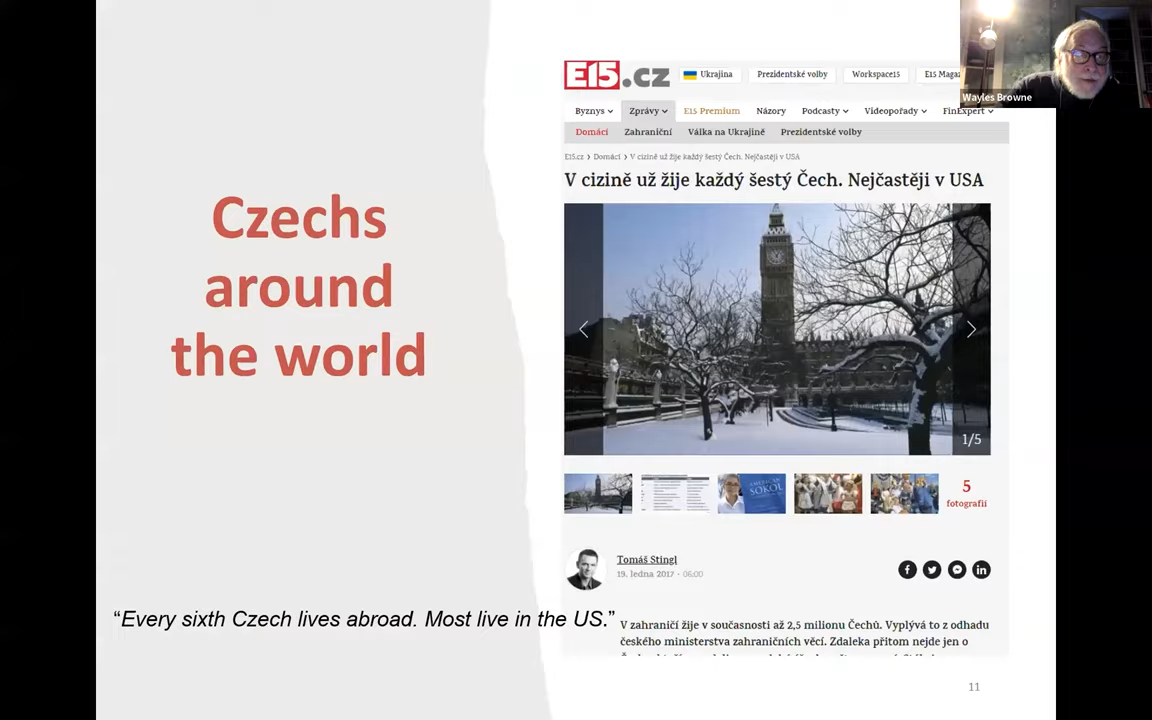 Czechs
around
the world
“Every sixth Czech lives abroad. Most live in the US.”
E15.cz
Ukrajina
Prezidentské volby
Workspace15
E15 Magaz
Wayles Browne
Byznys
Zprávy
E15 Premium
Názory
Podcasty
Videopořady
FinExpert
Domácí
Zahraniční
Válka na Ukrajině
Prezidentské volby
E15.cz > Domácí > V cizině už žije každý šestý Čech. Nejčastěji v USA
V cizině už žije každý šestý Čech. Nejčastěji v USA
1/5
AMERICAN
SOKOL
5
fotografií
Tomáš Stingl
19. ledna 2017 · 06:00
V zahraničí žije v současnosti až 2,5 milionu Čechů. Vyplývá to z odhadu
českého ministerstva zahraničních věcí. Zdaleka přitom nejde jen o
11